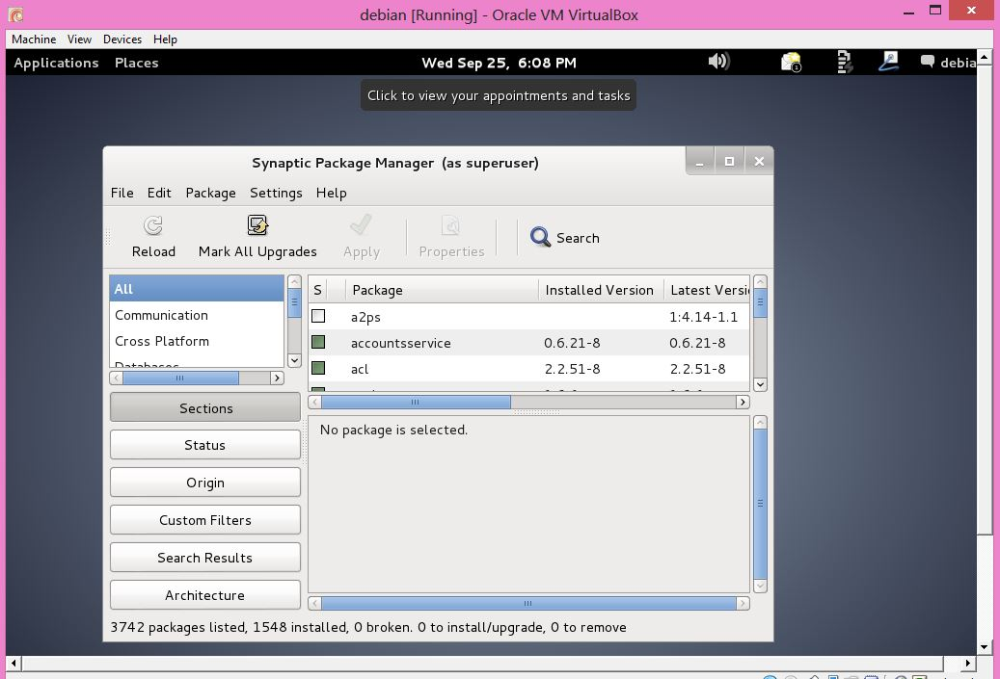 debian [Running] - Oracle VM VirtualBox
Machine View Devices Help
Applications Places Wed Sep 25, 6:08 PM debia
Click to view your appointments and tasks
Synaptic Package Manager (as superuser)
File Edit Package Settings Help
Reload Mark All Upgrades Apply Properties Search
All
Communication
Cross Platform
Databases
S Package Installed Version Latest Versi
a2ps 1:4.14-1.1
accountsservice 0.6.21-8 0.6.21-8
acl 2.2.51-8 2.2.51-8
Sections
Status
Origin
Custom Filters
Search Results
Architecture
No package is selected.
3742 packages listed, 1548 installed, 0 broken. 0 to install/upgrade, 0 to remove